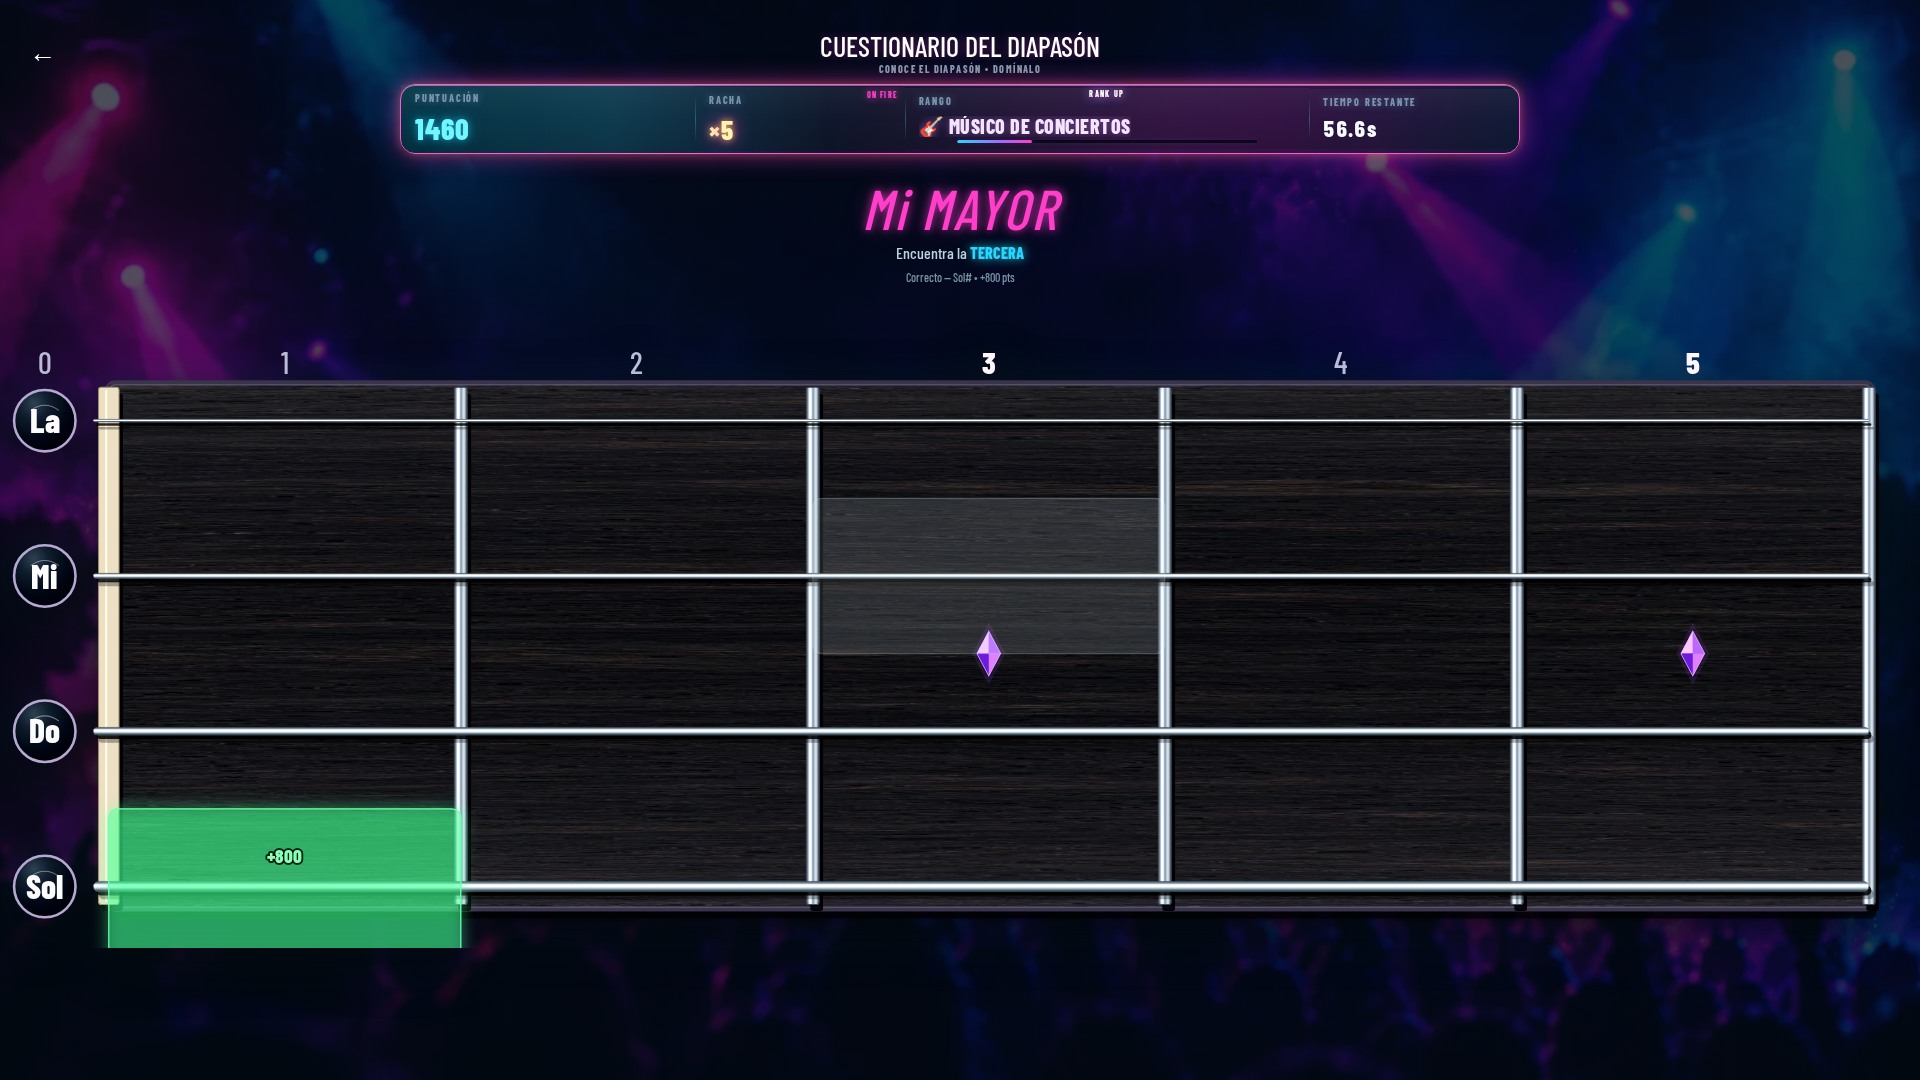 ←
CUESTIONARIO DEL DIAPASÓN
CONOCE EL DIAPASÓN • DOMÍNALO
PUNTUACIÓN
1460
RACHA
×5
ON FIRE
RANGO
RANK UP
MÚSICO DE CONCIERTOS
TIEMPO RESTANTE
56.6s
Mi MAYOR
Encuentra la TERCERA
Correcto — Sol# • +800 pts
0 1 2 3 4 5
La
Mi
Do
+800
Sol